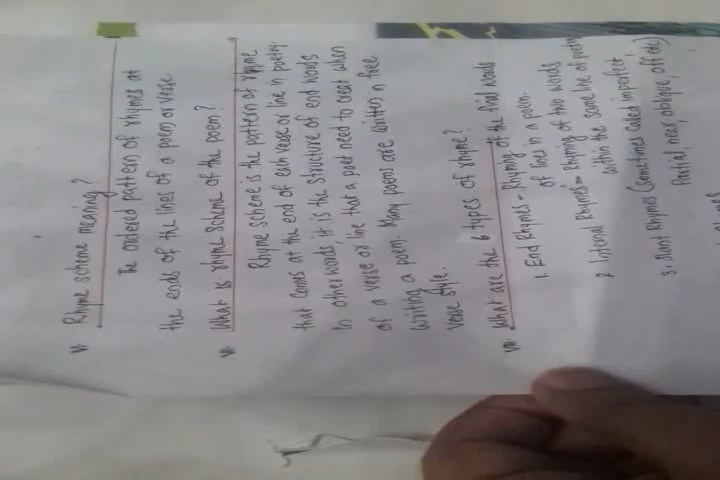 V. Rhyme scheme meaning?
The ordered pattern of rhymes at
the ends of the lines of a poem or verse
VI. What is rhyme scheme of the poem?
Rhyme scheme is the pattern of rhyme
that comes at the end of each verse or line in poetry.
In other words, it is the structure of end words
of a verse or line that a poet need to creat when
writing a poem. Many poems are written n free
verse style.
VII. What are the 6 types of rhyme?
1. End Rhymes - Rhyming of the final words
of line in a poem.
2. Internal Rhymes = Rhyming of two words
within the same line of poetry
3. Slant Rhymes (sometimes called imperfect,
Partial, near, oblique, off etc)